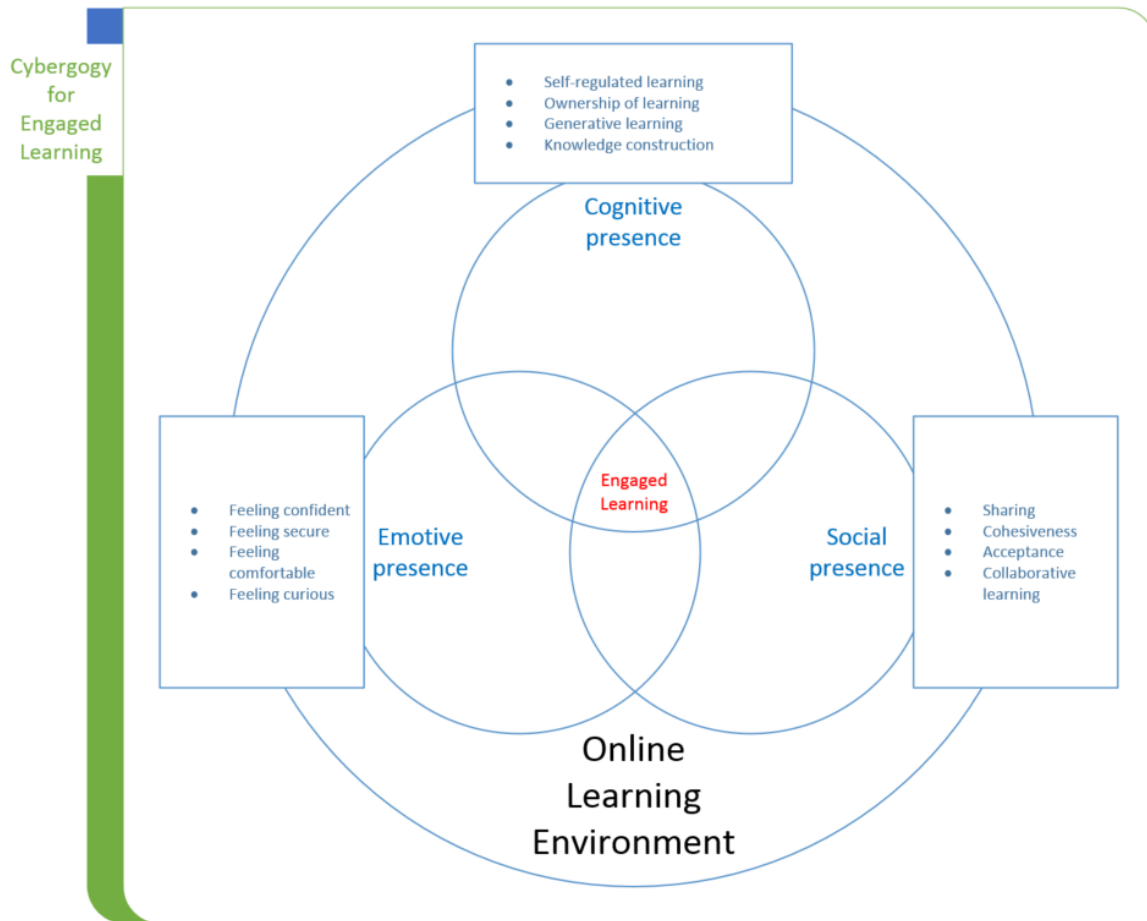 Cybergogy
for
Engaged
Learning
• Self-regulated learning
• Ownership of learning
• Generative learning
• Knowledge construction
Cognitive
presence
Engaged
Learning
• Feeling confident
• Feeling secure
• Feeling
comfortable
• Feeling curious
Emotive
presence
Social
presence
• Sharing
• Cohesiveness
• Acceptance
• Collaborative
learning
Online
Learning
Environment